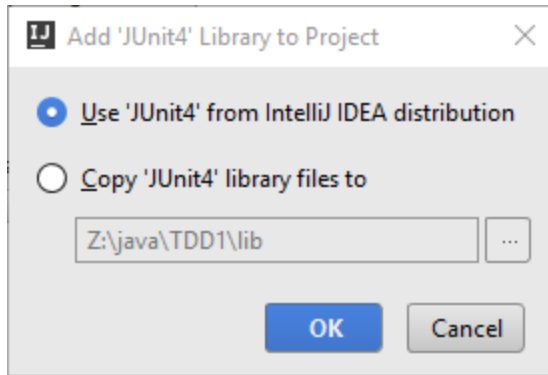 IJ Add 'JUnit4' Library to Project
Use 'JUnit4' from IntelliJ IDEA distribution
Copy 'JUnit4' library files to
Z:\java\TDD1\lib ...
OK Cancel